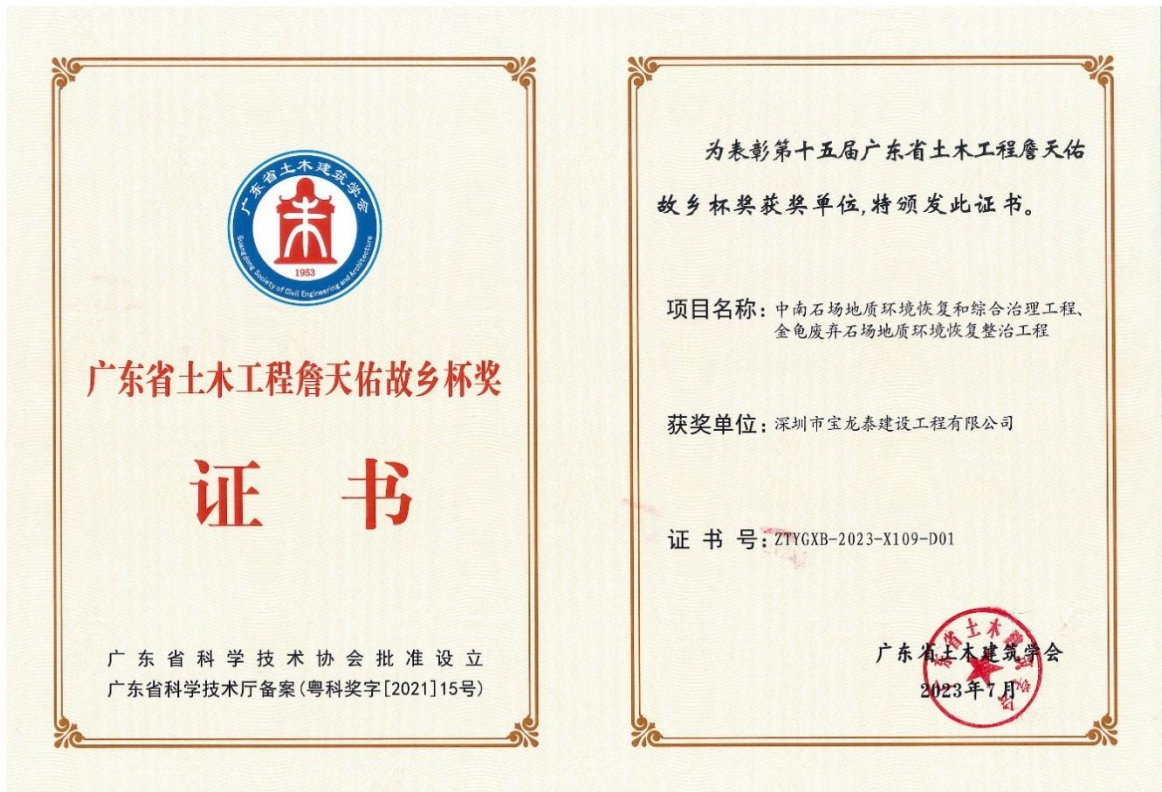 广东省土木建筑学会
1953
Guangdong Society of Civil Engineering and Architecture
广东省土木工程詹天佑故乡杯奖
证 书
广东省科学技术协会批准设立
广东省科学技术厅备案(粤科奖字[2021]15号)
为表彰第十五届广东省土木工程詹天佑
故乡杯奖获奖单位,特颁发此证书。
项目名称：中南石场地质环境恢复和综合治理工程、
金龟废弃石场地质环境恢复整治工程
获奖单位：深圳市宝龙泰建设工程有限公司
证 书 号：ZTYGXB-2023-X109-D01
广东省土木建筑学会
2023年7月
广东省土木建筑学会